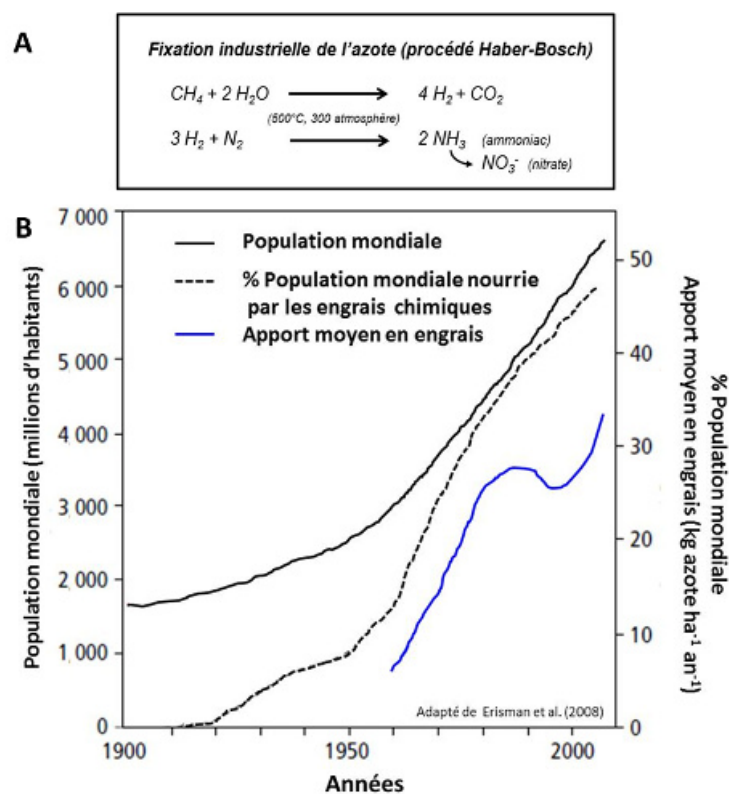 A
Fixation industrielle de l'azote (procédé Haber-Bosch)
CH4 + 2 H2O → 4 H2 + CO2
(500°C, 300 atmosphère)
3 H2 + N2 → 2 NH3 (ammoniac)
NO3- (nitrate)
B
Population mondiale
% Population mondiale nourrie
par les engrais chimiques
Apport moyen en engrais
Population mondiale (millions d'habitants)
7 000
6 000
5 000
4 000
3 000
2 000
1 000
0
50
40
30
20
10
0
% Population mondiale
Apport moyen en engrais (kg azote ha-1 an-1)
Adapté de Erisman et al. (2008)
1900
1950
2000
Années